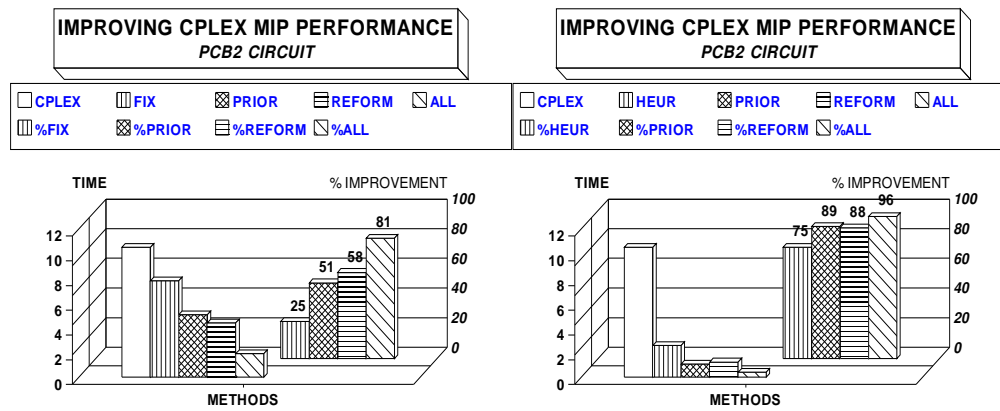 IMPROVING CPLEX MIP PERFORMANCE
PCB2 CIRCUIT
CPLEX FIX PRIOR REFORM ALL
%FIX %PRIOR %REFORM %ALL
TIME % IMPROVEMENT
100
80
60
40
20
0
12
10
8
6
4
2
0
25 51 58 81
METHODS
IMPROVING CPLEX MIP PERFORMANCE
PCB2 CIRCUIT
CPLEX HEUR PRIOR REFORM ALL
%HEUR %PRIOR %REFORM %ALL
TIME % IMPROVEMENT
100
80
60
40
20
0
12
10
8
6
4
2
0
75 89 88 96
METHODS